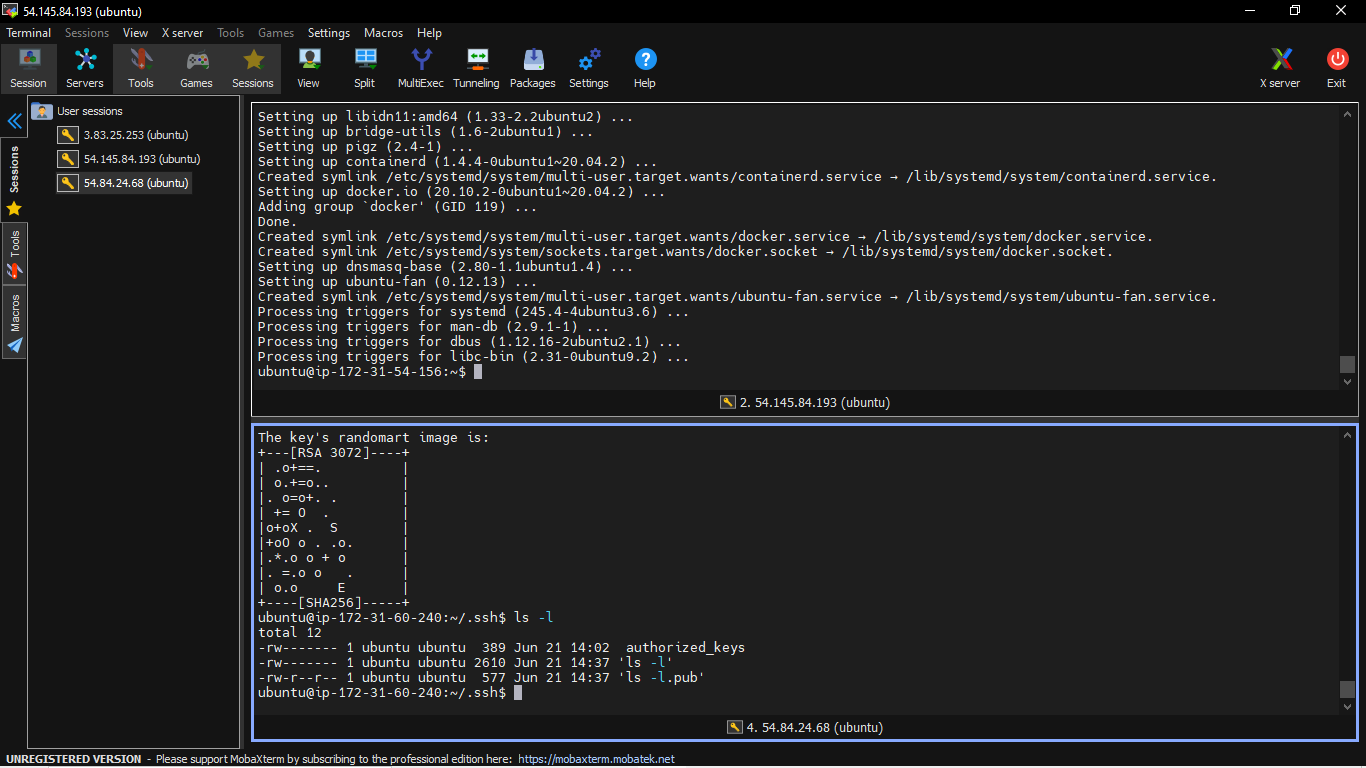 54.145.84.193 (ubuntu)
Terminal Sessions View X server Tools Games Settings Macros Help
Session Servers Tools Games Sessions View Split MultiExec Tunneling Packages Settings Help X server Exit
User sessions
3.83.25.253 (ubuntu)
54.145.84.193 (ubuntu)
54.84.24.68 (ubuntu)
Sessions
Tools
Macros
Setting up libidn11:amd64 (1.33-2.2ubuntu2) ...
Setting up bridge-utils (1.6-2ubuntu1) ...
Setting up pigz (2.4-1) ...
Setting up containerd (1.4.4-0ubuntu1~20.04.2) ...
Created symlink /etc/systemd/system/multi-user.target.wants/containerd.service → /lib/systemd/system/containerd.service.
Setting up docker.io (20.10.2-0ubuntu1~20.04.2) ...
Adding group `docker' (GID 119) ...
Done.
Created symlink /etc/systemd/system/multi-user.target.wants/docker.service → /lib/systemd/system/docker.service.
Created symlink /etc/systemd/system/sockets.target.wants/docker.socket → /lib/systemd/system/docker.socket.
Setting up dnsmasq-base (2.80-1.1ubuntu1.4) ...
Setting up ubuntu-fan (0.12.13) ...
Created symlink /etc/systemd/system/multi-user.target.wants/ubuntu-fan.service → /lib/systemd/system/ubuntu-fan.service.
Processing triggers for systemd (245.4-4ubuntu3.6) ...
Processing triggers for man-db (2.9.1-1) ...
Processing triggers for dbus (1.12.16-2ubuntu2.1) ...
Processing triggers for libc-bin (2.31-0ubuntu9.2) ...
ubuntu@ip-172-31-54-156:~$
2. 54.145.84.193 (ubuntu)
The key's randomart image is:
+---[RSA 3072]----+
| .o+==.          |
| o.+=o..         |
|. o=o+. .        |
| += O  .         |
|o+oX .  S        |
|+oO o . .o.      |
|.*.o o + o       |
|. =.o o   .      |
| o.o     E       |
+----[SHA256]-----+
ubuntu@ip-172-31-60-240:~/.ssh$ ls -l
total 12
-rw------- 1 ubuntu ubuntu  389 Jun 21 14:02  authorized_keys
-rw------- 1 ubuntu ubuntu 2610 Jun 21 14:37 'ls -l'
-rw-r--r-- 1 ubuntu ubuntu  577 Jun 21 14:37 'ls -l.pub'
ubuntu@ip-172-31-60-240:~/.ssh$
4. 54.84.24.68 (ubuntu)
UNREGISTERED VERSION - Please support MobaXterm by subscribing to the professional edition here: https://mobaxterm.mobatek.net